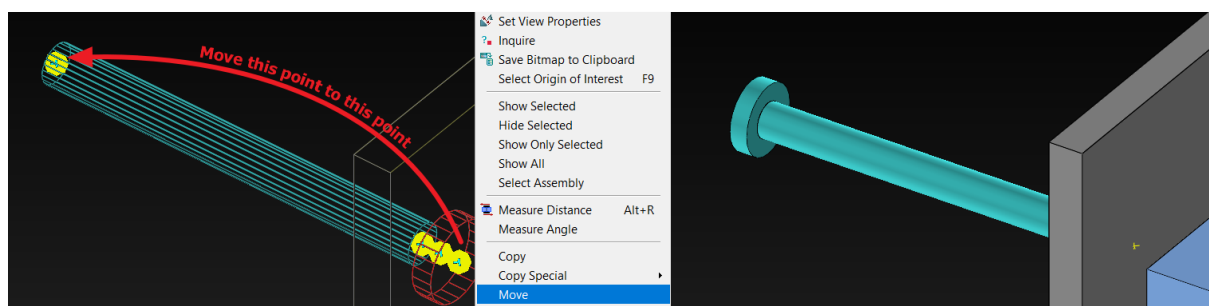 Move this point to this point
Set View Properties
Inquire
Save Bitmap to Clipboard
Select Origin of Interest F9
Show Selected
Hide Selected
Show Only Selected
Show All
Select Assembly
Measure Distance Alt+R
Measure Angle
Copy
Copy Special
Move